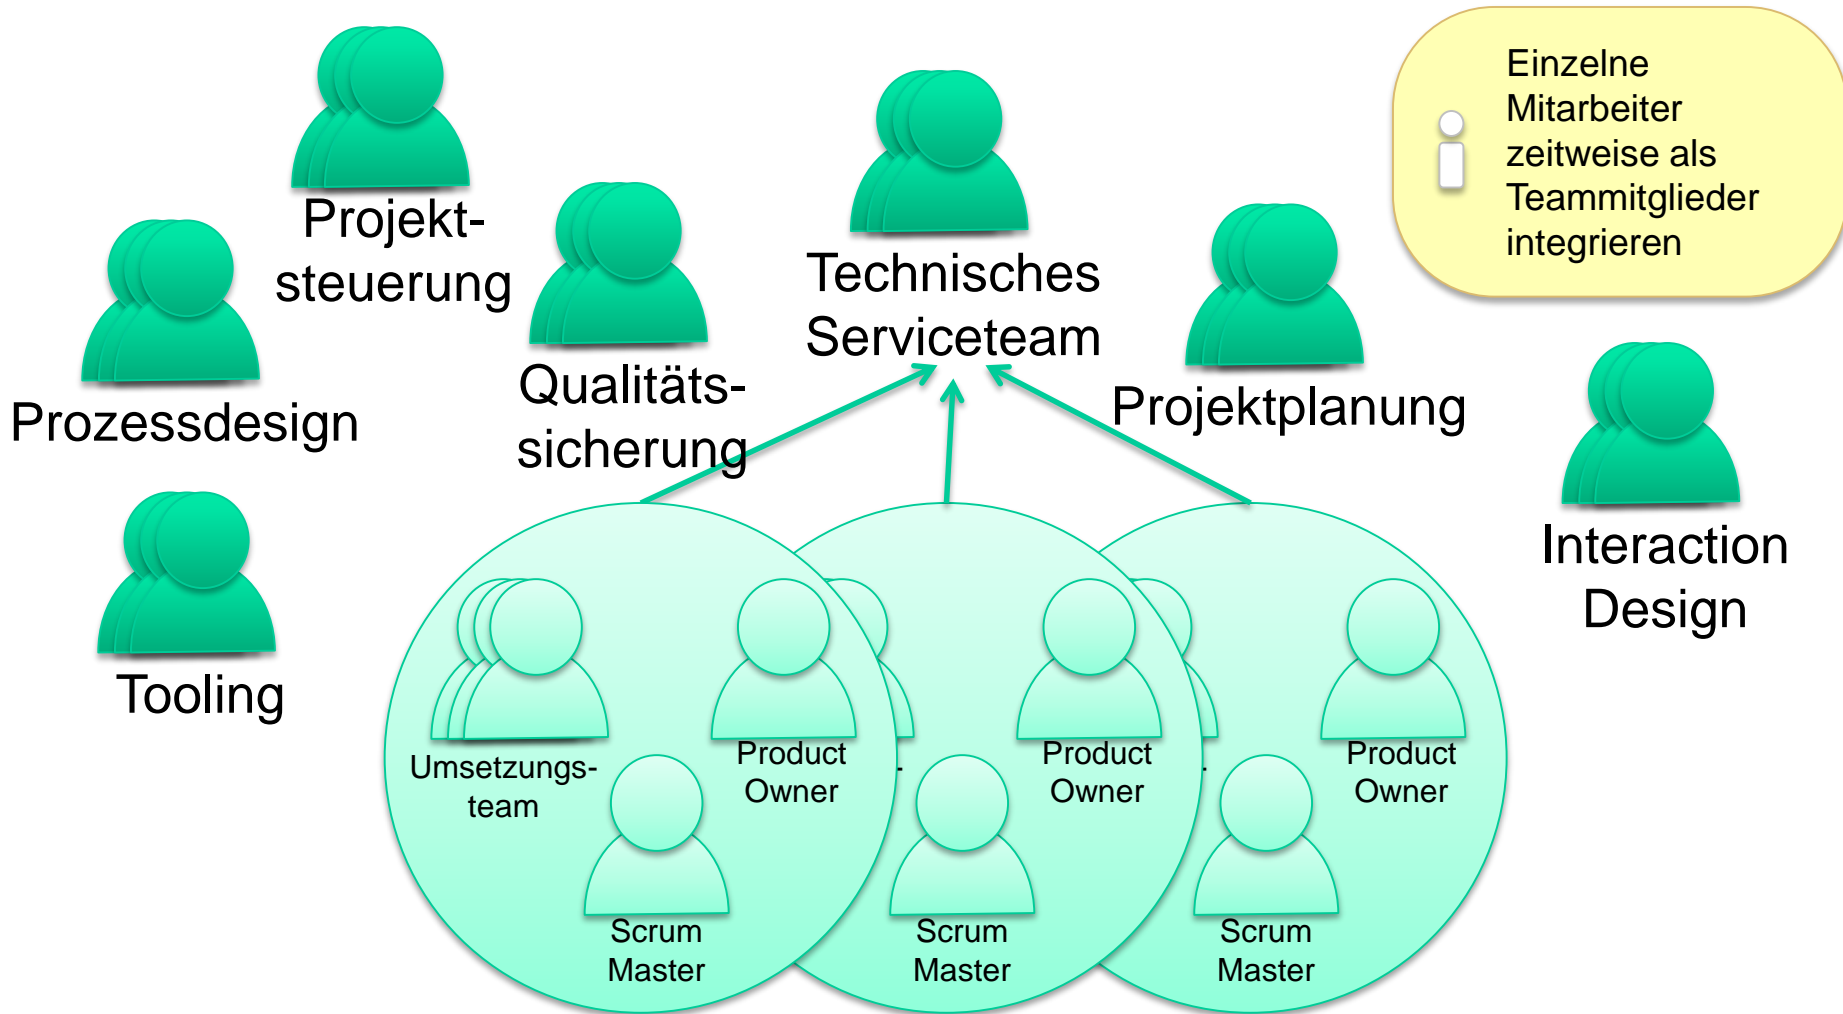 Projekt-
steuerung
Prozessdesign
Tooling
Qualitäts-
sicherung
Technisches
Serviceteam
Projektplanung
Interaction
Design
Einzelne
Mitarbeiter
zeitweise als
Teammitglieder
integrieren
Umsetzungs-
team
Product
Owner
Scrum
Master
-
Product
Owner
Scrum
Master
-
Product
Owner
Scrum
Master